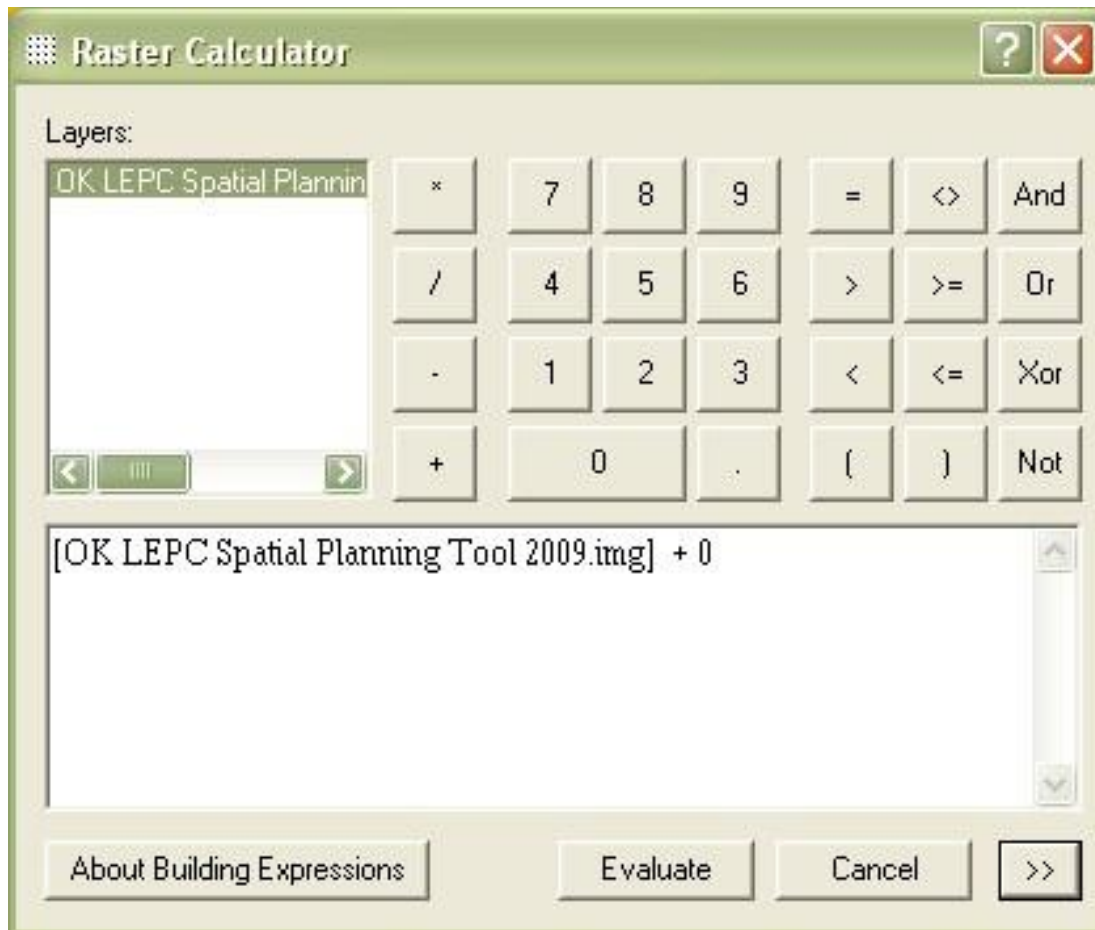 Raster Calculator
?
Layers:
OK LEPC Spatial Plannin
* 7 8 9 = <> And
/ 4 5 6 > >= Or
- 1 2 3 < <= Xor
+ 0 . ( ) Not
[OK LEPC Spatial Planning Tool 2009.img] + 0
About Building Expressions Evaluate Cancel >>